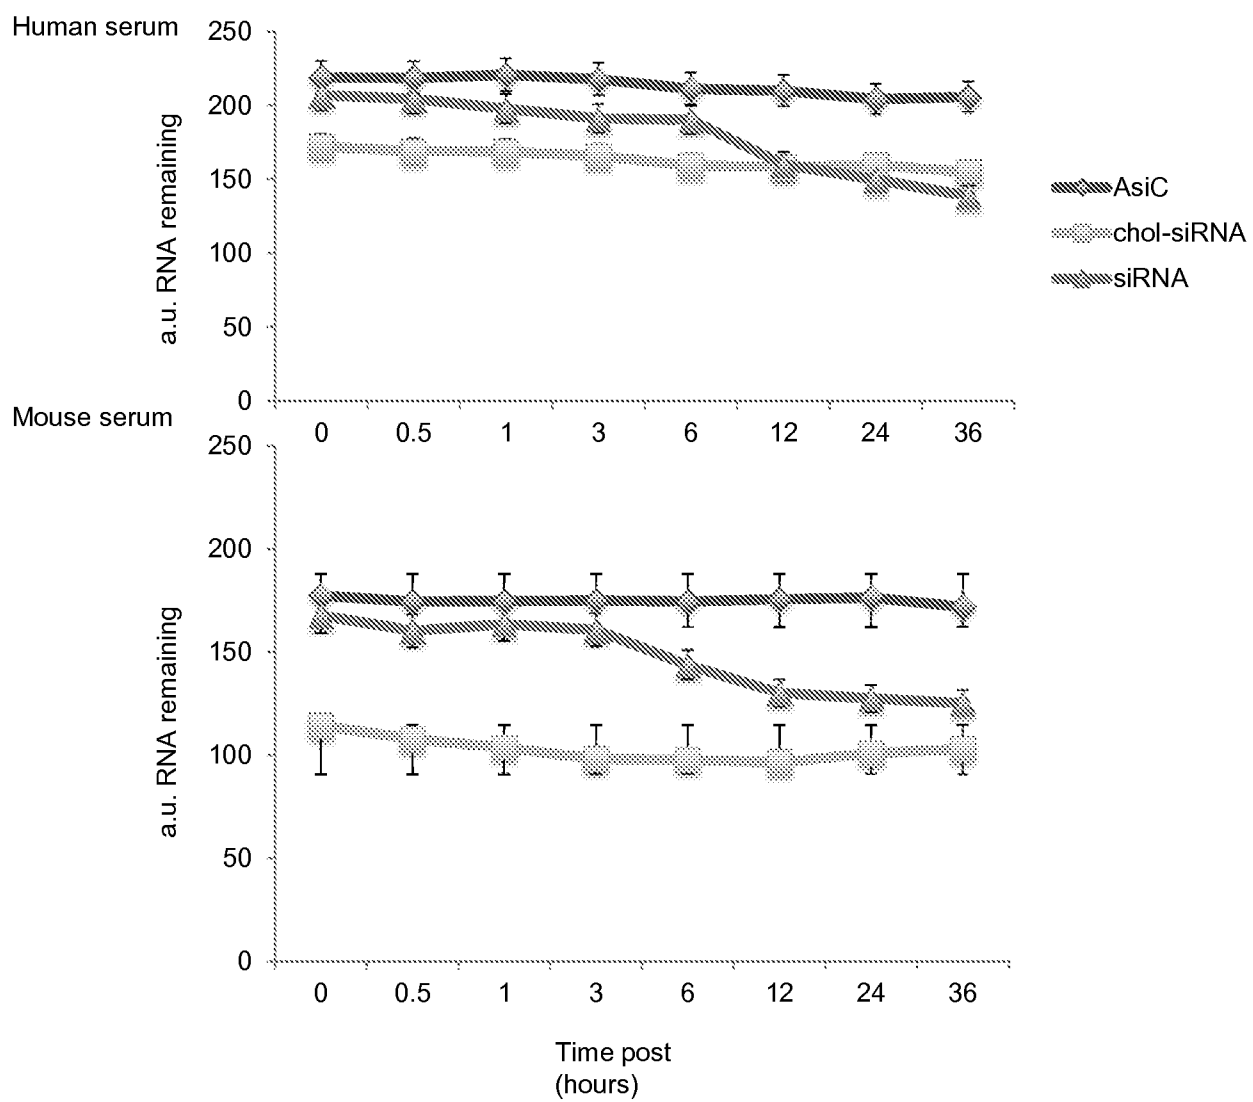 Human serum
250
200
150
100
50
0
a.u. RNA remaining
0 0.5 1 3 6 12 24 36
AsiC
chol-siRNA
siRNA
Mouse serum
250
200
150
100
50
0
a.u. RNA remaining
0 0.5 1 3 6 12 24 36
Time post
(hours)